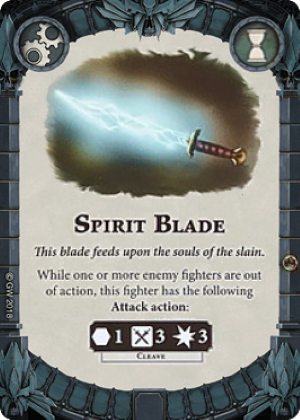 SPIRIT BLADE
This blade feeds upon the souls of the slain.
While one or more enemy fighters are out
of action, this fighter has the following
Attack action:
1 3 3
CLEAVE
© GW 2018